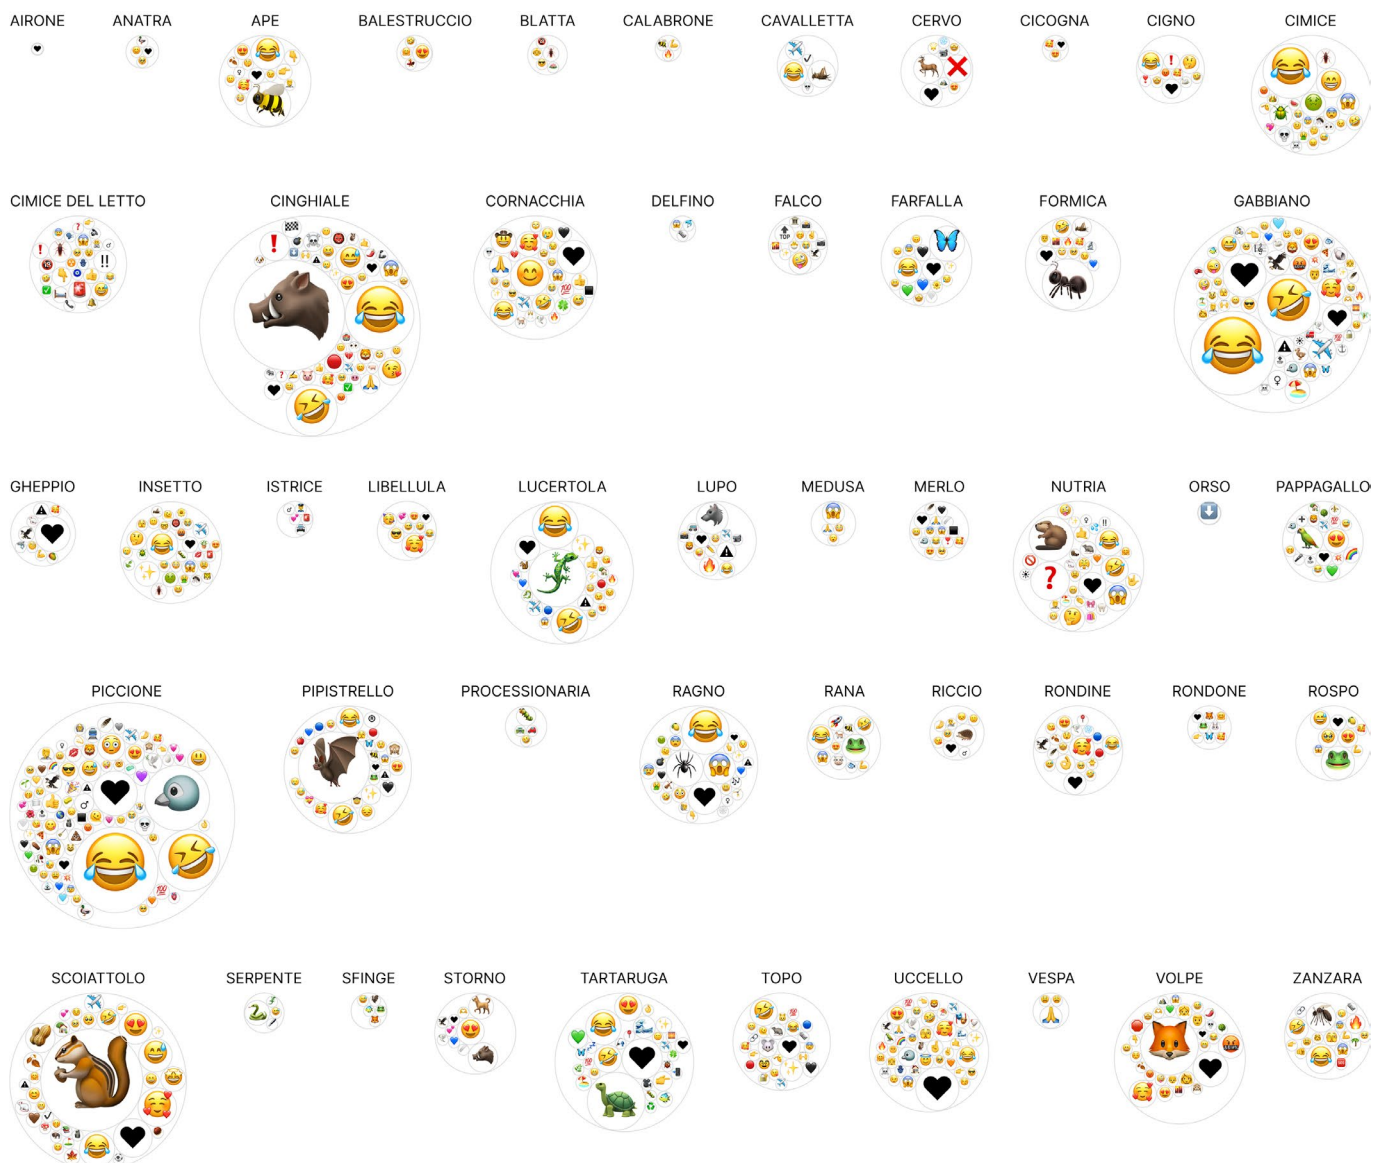 AIRONE ANATRA APE BALESTRUCCIO BLATTA CALABRONE CAVALLETTA CERVO CICOGNA CIGNO CIMICE
CIMICE DEL LETTO CINGHIALE CORNACCHIA DELFINO FALCO FARFALLA FORMICA GABBIANO
GHEPPIO INSETTO ISTRICE LIBELLULA LUCERTOLA LUPO MEDUSA MERLO NUTRIA ORSO PAPPAGALLO
PICCIONE PIPISTRELLO PROCESSIONARIA RAGNO RANA RICCIO RONDINE RONDONE ROSPO
SCOIATTOLO SERPENTE SFINGE STORNO TARTARUGA TOPO UCCELLO VESPA VOLPE ZANZARA